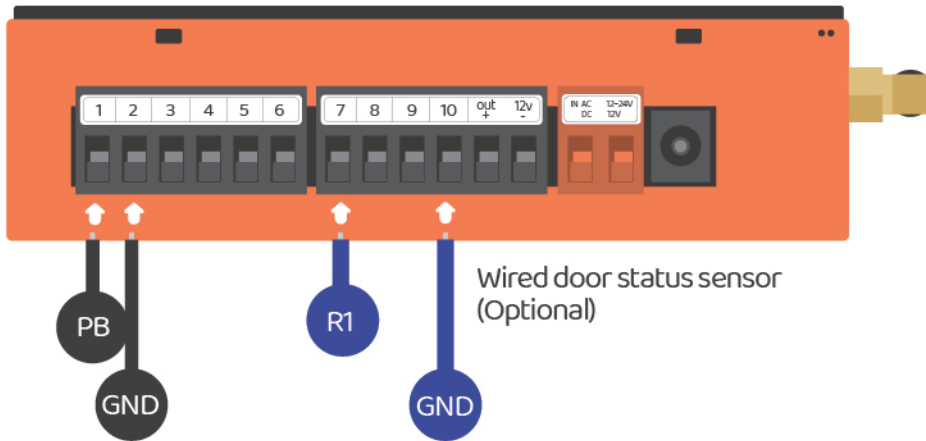 1 2 3 4 5 6 7 8 9 10 out 12v
+ -
IN AC 12-24V
DC 12V
Wired door status sensor
(Optional)
PB R1
GND GND